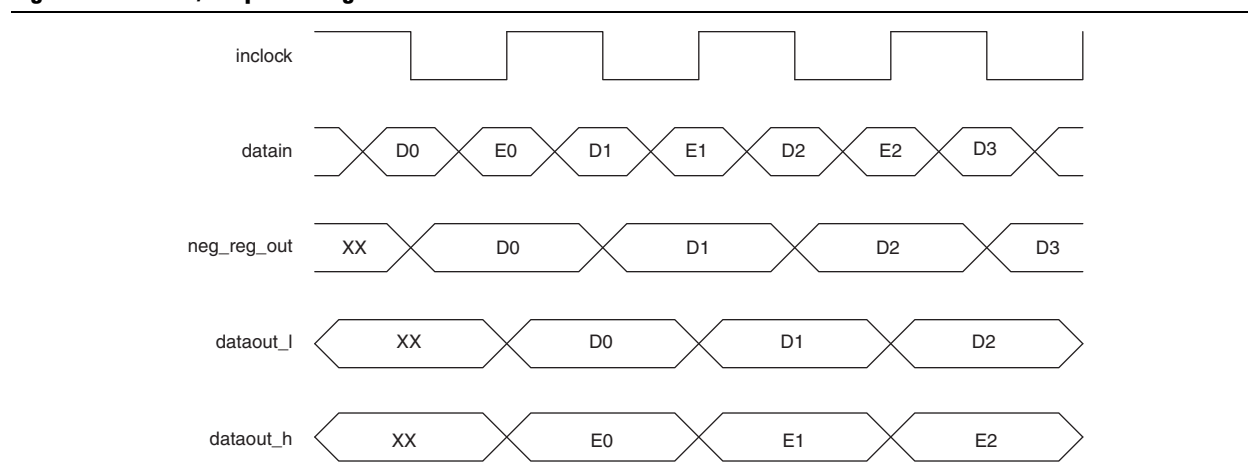 inclock
datain D0 E0 D1 E1 D2 E2 D3
neg_reg_out XX D0 D1 D2 D3
dataout_l XX D0 D1 D2
dataout_h XX E0 E1 E2